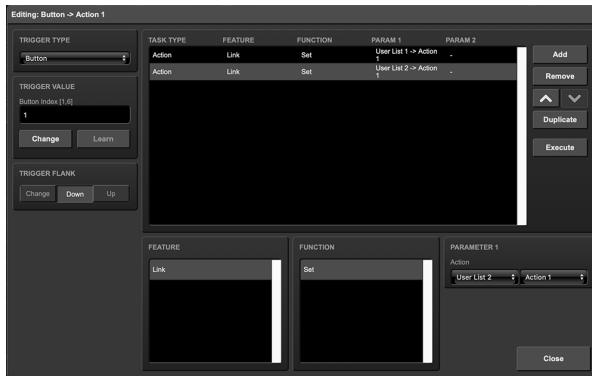 Editing: Button -> Action 1
TRIGGER TYPE
Button
TRIGGER VALUE
Button Index [1,6]
1
Change Learn
TRIGGER FLANK
Change Down Up
TASK TYPE FEATURE FUNCTION PARAM 1 PARAM 2
Action Link Set User List 1 -> Action 1 -
Action Link Set User List 2 -> Action 1 -
Add
Remove
Duplicate
Execute
FEATURE
Link
FUNCTION
Set
PARAMETER 1
Action
User List 2 Action 1
Close